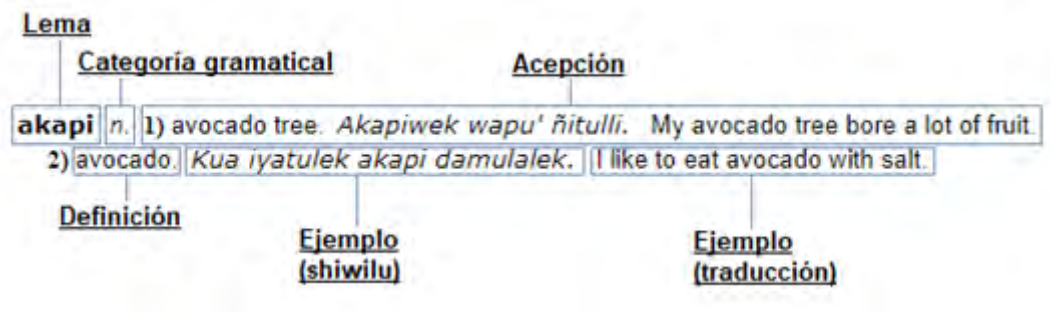 Lema
Categoría gramatical
Acepción
akapi n. 1) avocado tree. Akapiwek wapu' ñitulli. My avocado tree bore a lot of fruit.
2) avocado. Kua iyatulek akapi damulalek. I like to eat avocado with salt.
Definición
Ejemplo
(shiwilu)
Ejemplo
(traducción)